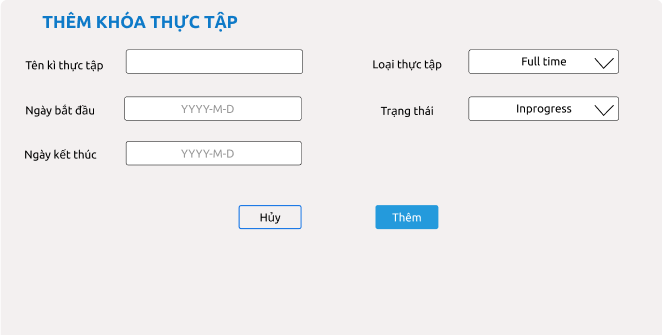 THÊM KHÓA THỰC TẬP
Tên kì thực tập
Loại thực tập
Full time
Ngày bắt đầu
YYYY-M-D
Trạng thái
Inprogress
Ngày kết thúc
YYYY-M-D
Hủy
Thêm